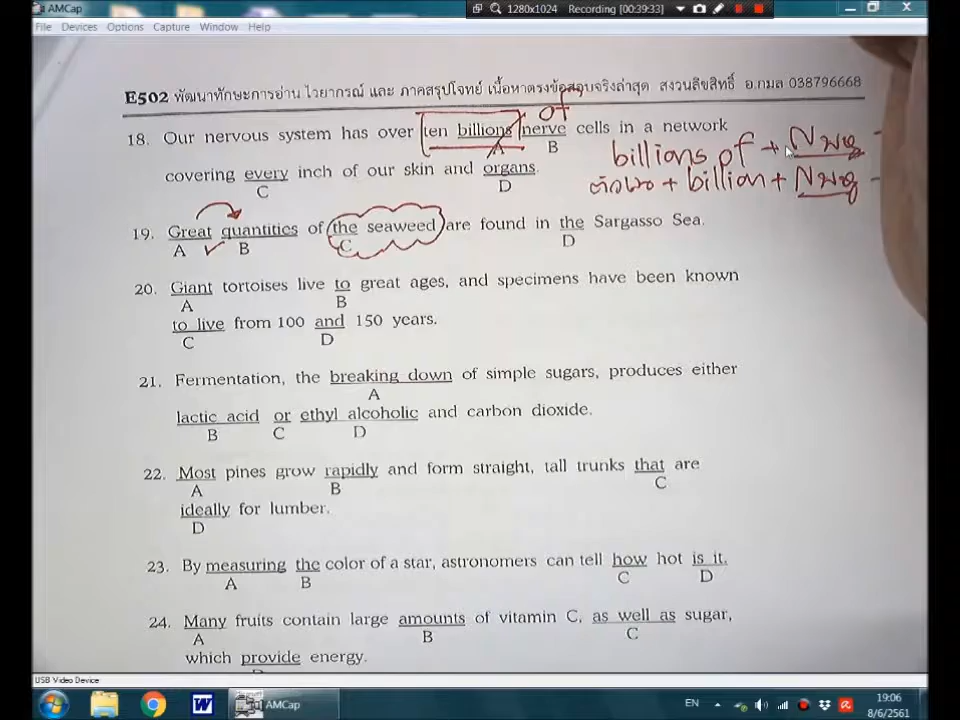 AMCap
1280x1024 Recording [00:39:33]
File Devices Options Capture Window Help
E502 พัฒนาทักษะการอ่าน ไวยากรณ์ และ ภาคสรุปโจทย์ เนื้อหาตรงข้อสอบจริงล่าสุด สงวนลิขสิทธิ์ อ.กมล 038796668
of
18. Our nervous system has over ten billions nerve cells in a network
A B
billions of + Nพหู
covering every inch of our skin and organs.
C D
ตัวเลข + billion + Nพหู
19. Great quantities of the seaweed are found in the Sargasso Sea.
A B C D
20. Giant tortoises live to great ages, and specimens have been known
A B
to live from 100 and 150 years.
C D
21. Fermentation, the breaking down of simple sugars, produces either
A
lactic acid or ethyl alcoholic and carbon dioxide.
B C D
22. Most pines grow rapidly and form straight, tall trunks that are
A B C
ideally for lumber.
D
23. By measuring the color of a star, astronomers can tell how hot is it.
A B C D
24. Many fruits contain large amounts of vitamin C, as well as sugar,
A B C
which provide energy.
USB Video Device
AMCap
EN
19:06
8/6/2561